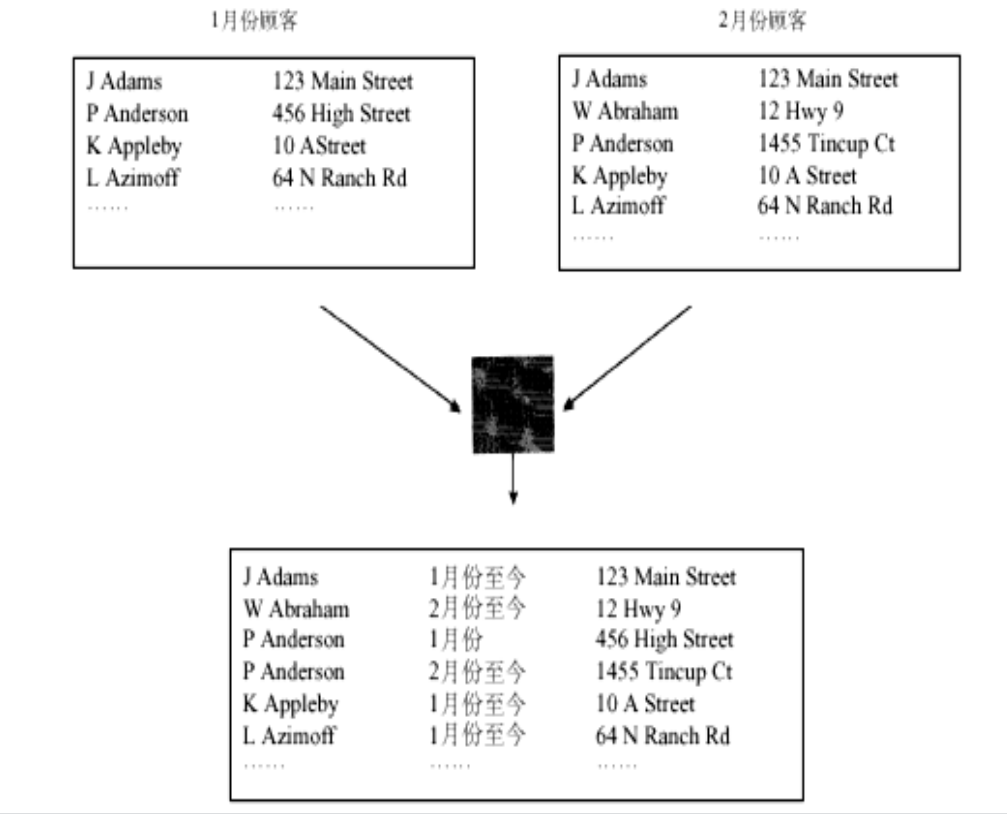 1月份顾客
2月份顾客
J Adams 123 Main Street
P Anderson 456 High Street
K Appleby 10 AStreet
L Azimoff 64 N Ranch Rd
…… ……
J Adams 123 Main Street
W Abraham 12 Hwy 9
P Anderson 1455 Tincup Ct
K Appleby 10 A Street
L Azimoff 64 N Ranch Rd
…… ……
J Adams 1月份至今 123 Main Street
W Abraham 2月份至今 12 Hwy 9
P Anderson 1月份 456 High Street
P Anderson 2月份至今 1455 Tincup Ct
K Appleby 1月份至今 10 A Street
L Azimoff 1月份至今 64 N Ranch Rd
…… …… ……